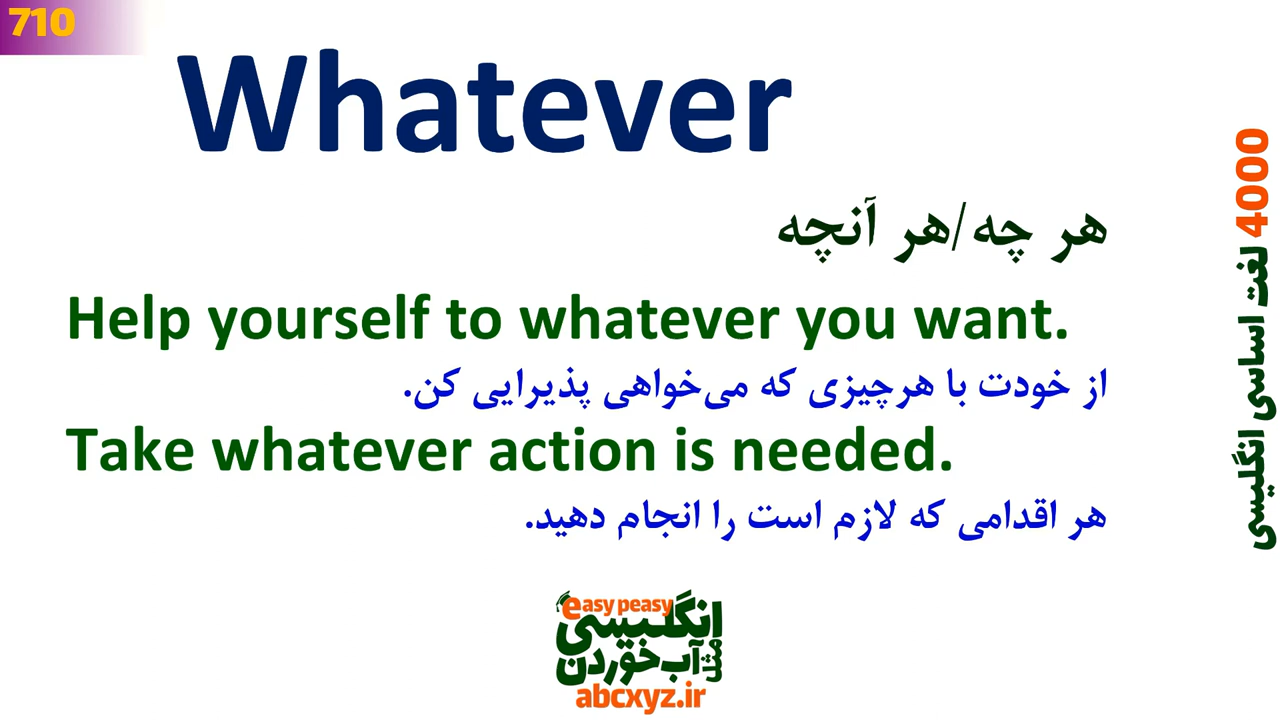 710
Whatever
هر چه/هر آنچه
Help yourself to whatever you want.
از خودت با هرچیزی که می‌خواهی پذیرایی کن.
Take whatever action is needed.
هر اقدامی که لازم است را انجام دهید.
4000 لغت اساسی انگلیسی
easy peasy
انگلیسی
مثل آب خوردن
abcxyz.ir